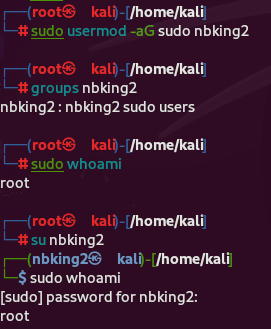 ┌──(root㉿ kali)-[/home/kali]
└─# sudo usermod -aG sudo nbking2
┌──(root㉿ kali)-[/home/kali]
└─# groups nbking2
nbking2 : nbking2 sudo users
┌──(root㉿ kali)-[/home/kali]
└─# sudo whoami
root
┌──(root㉿ kali)-[/home/kali]
└─# su nbking2
┌──(nbking2㉿ kali)-[/home/kali]
└─$ sudo whoami
[sudo] password for nbking2:
root